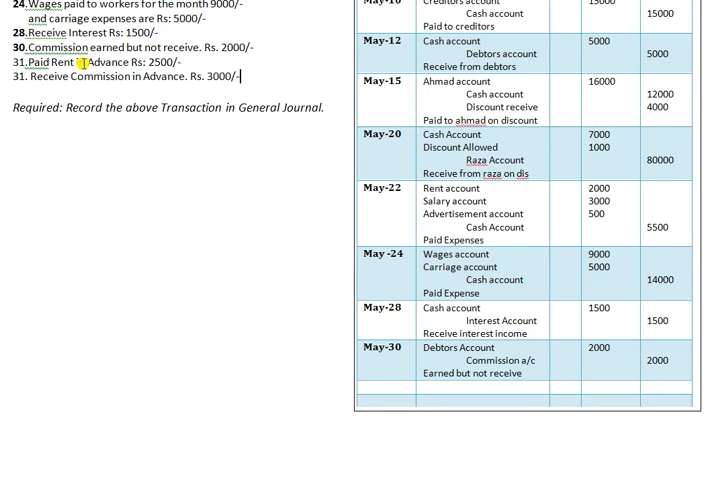 24.Wages paid to workers for the month 9000/-
and carriage expenses are Rs: 5000/-
28.Receive Interest Rs: 1500/-
30.Commission earned but not receive. Rs. 2000/-
31.Paid Rent in Advance Rs: 2500/-
31. Receive Commission in Advance. Rs. 3000/-
Required: Record the above Transaction in General Journal.
May-10 Creditors account 15000
Cash account 15000
Paid to creditors
May-12 Cash account 5000
Debtors account 5000
Receive from debtors
May-15 Ahmad account 16000
Cash account 12000
Discount receive 4000
Paid to ahmad on discount
May-20 Cash Account 7000
Discount Allowed 1000
Raza Account 80000
Receive from raza on dis
May-22 Rent account 2000
Salary account 3000
Advertisement account 500
Cash Account 5500
Paid Expenses
May -24 Wages account 9000
Carriage account 5000
Cash account 14000
Paid Expense
May-28 Cash account 1500
Interest Account 1500
Receive interest income
May-30 Debtors Account 2000
Commission a/c 2000
Earned but not receive